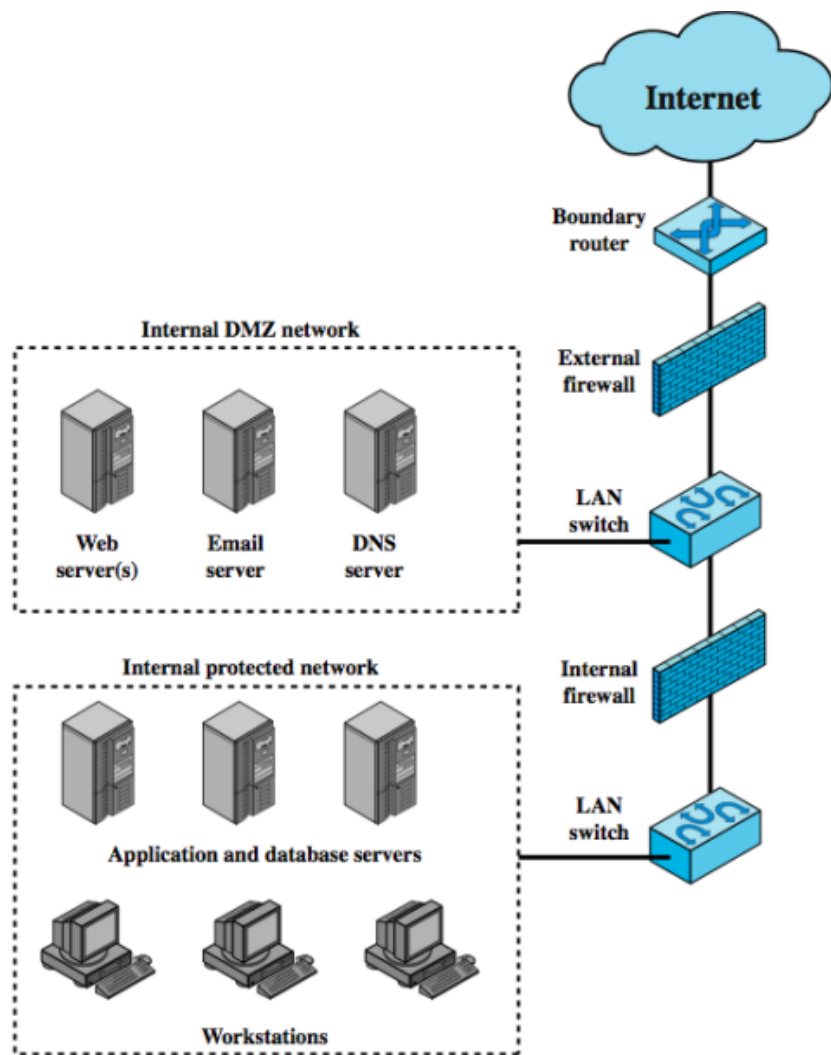 Internet
Boundary
router
Internal DMZ network
External
firewall
LAN
switch
Web
server(s)
Email
server
DNS
server
Internal protected network
Internal
firewall
LAN
switch
Application and database servers
Workstations